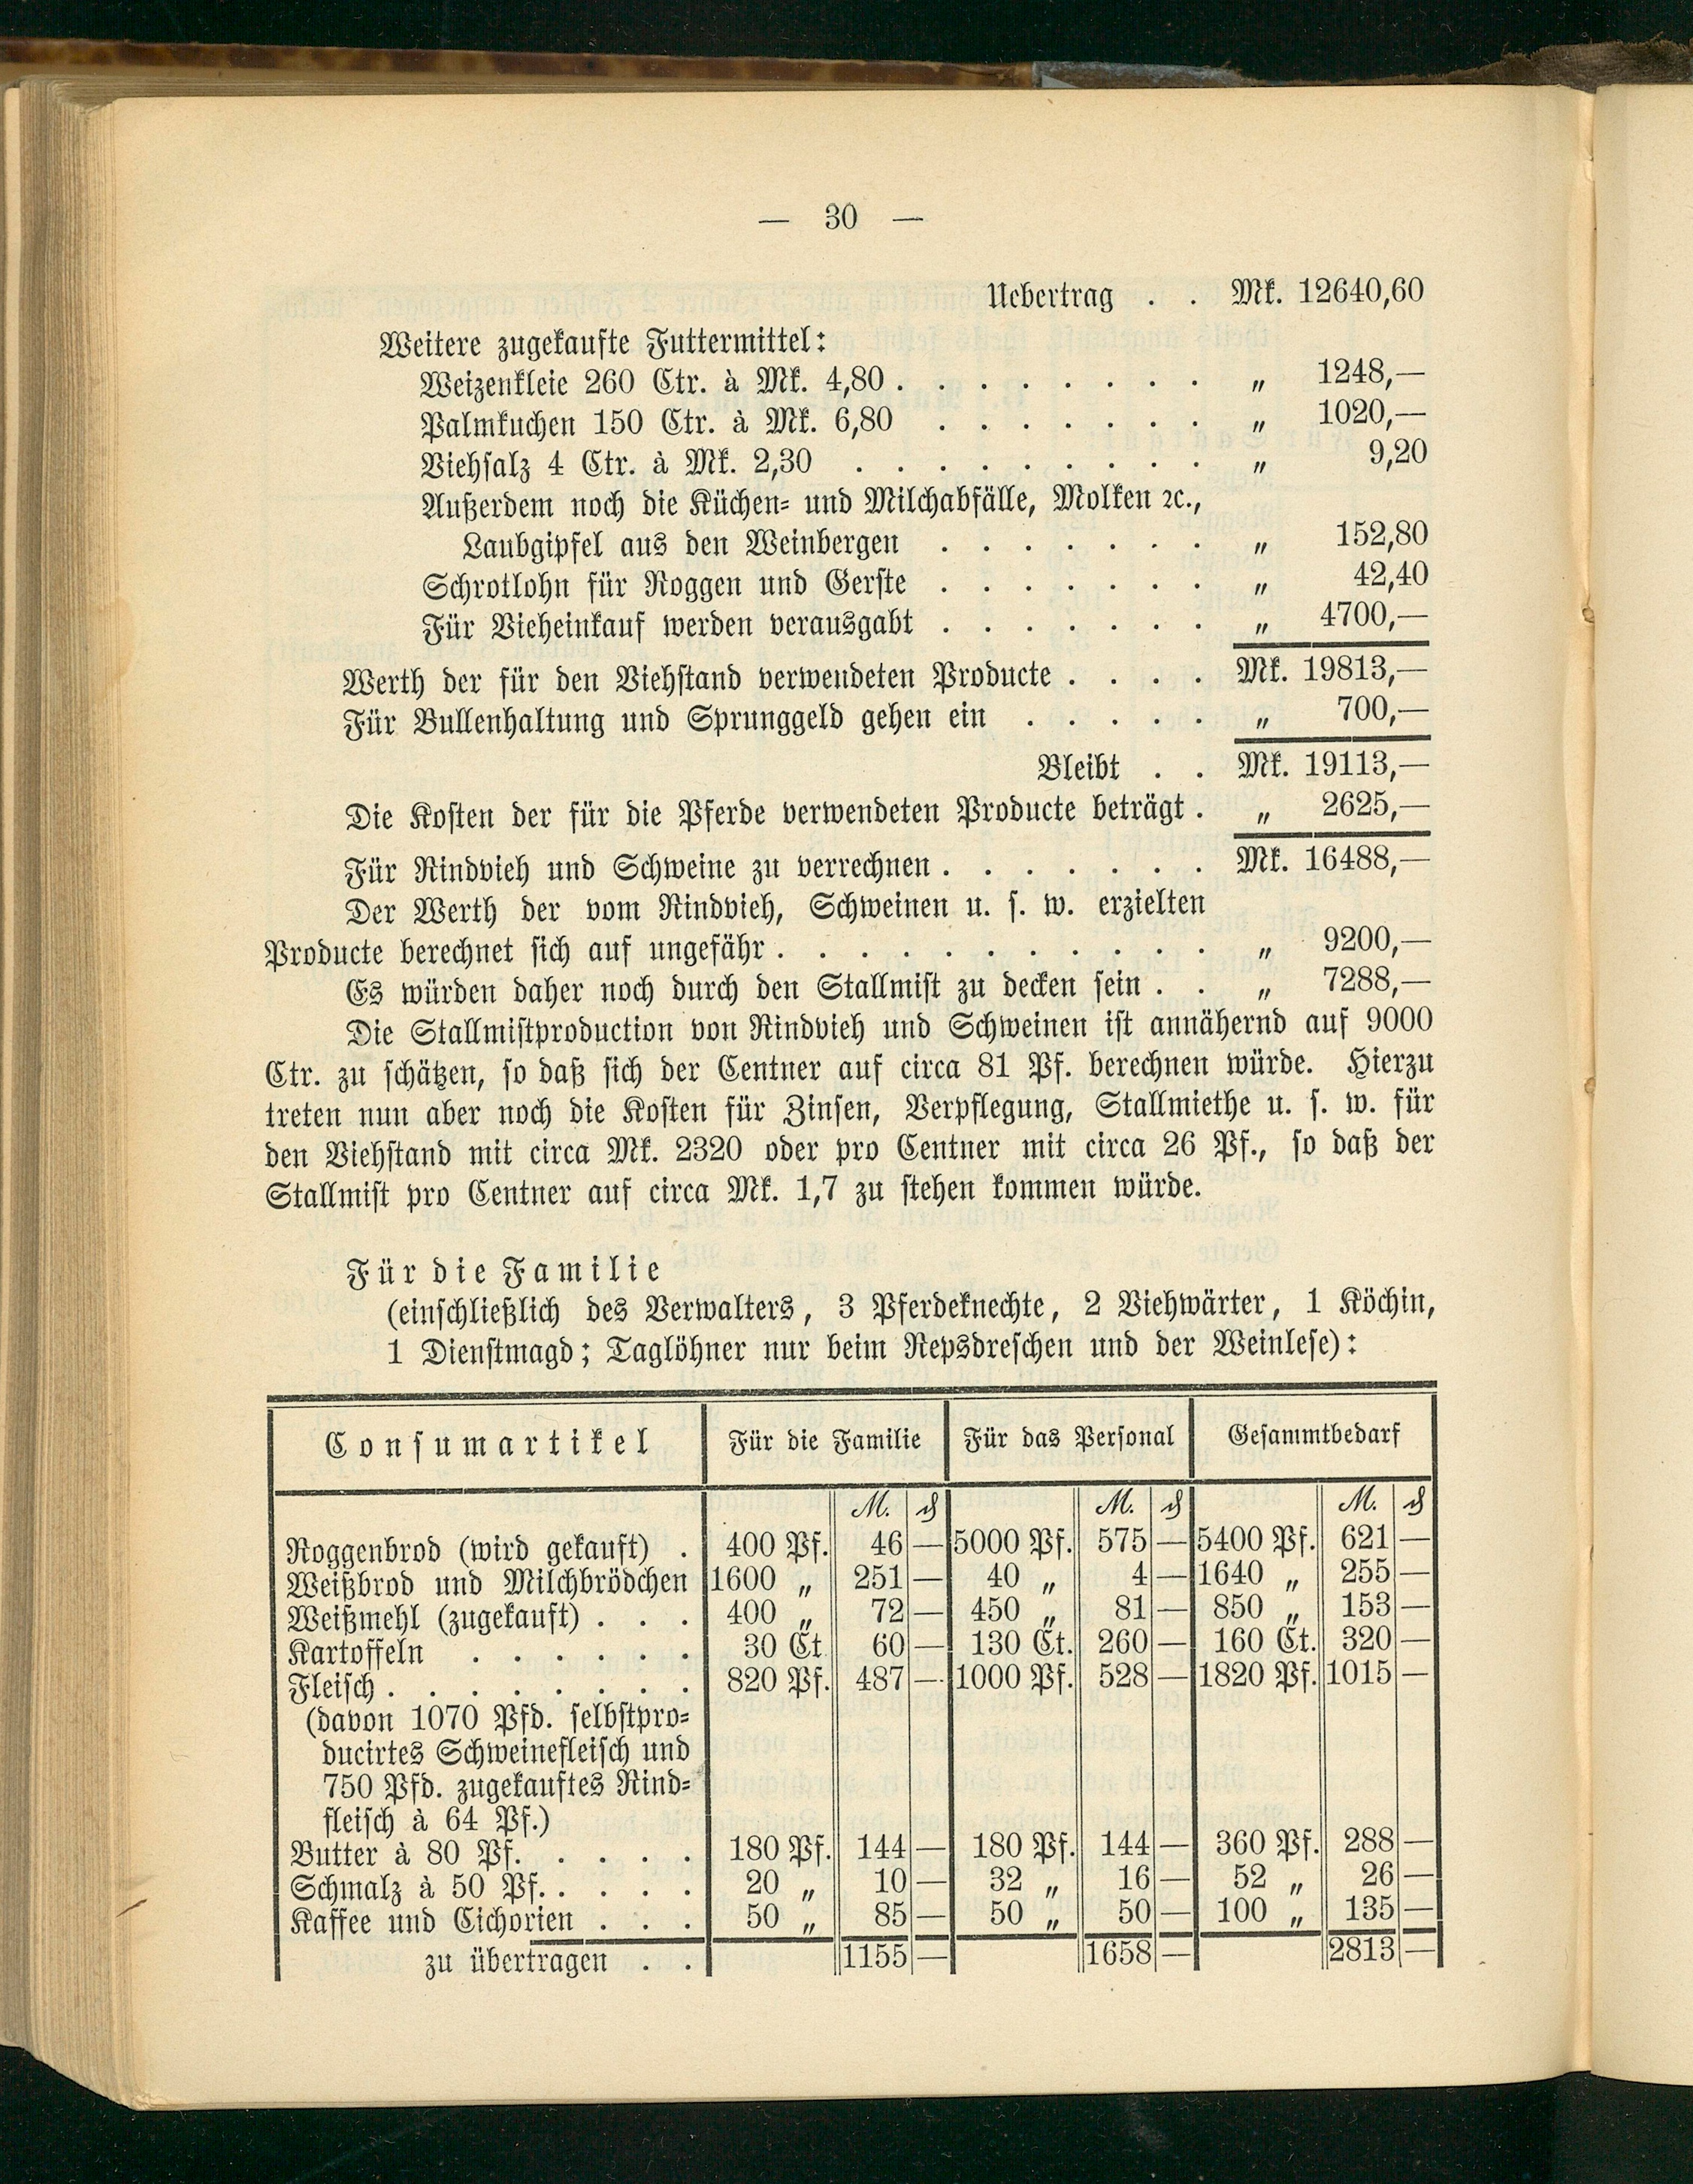 — 30 —
Uebertrag . . Mk. 12640,60
Weitere zugekaufte Futtermittel:
Weizenkleie 260 Ctr. à Mk. 4,80 . . . . . . . . „ 1248,—
Palmkuchen 150 Ctr. à Mk. 6,80 . . . . . . . „ 1020,—
Viehsalz 4 Ctr. à Mk. 2,30 . . . . . . . . . „ 9,20
Außerdem noch die Küchen- und Milchabfälle, Molken ꝛc.,
Laubgipfel aus den Weinbergen . . . . . . . „ 152,80
Schrotlohn für Roggen und Gerste . . . . . . . „ 42,40
Für Vieheinkauf werden verausgabt . . . . . . . „ 4700,—
Werth der für den Viehstand verwendeten Producte . . . . Mk. 19813,—
Für Bullenhaltung und Sprunggeld gehen ein . . . . . „ 700,—
Bleibt . . Mk. 19113,—
Die Kosten der für die Pferde verwendeten Producte beträgt . „ 2625,—
Für Rindvieh und Schweine zu verrechnen . . . . . . . Mk. 16488,—
Der Werth der vom Rindvieh, Schweinen u. s. w. erzielten
Producte berechnet sich auf ungefähr . . . . . . . . . . . „ 9200,—
Es würden daher noch durch den Stallmist zu decken sein . . „ 7288,—
Die Stallmistproduction von Rindvieh und Schweinen ist annähernd auf 9000
Ctr. zu schätzen, so daß sich der Centner auf circa 81 Pf. berechnen würde. Hierzu
treten nun aber noch die Kosten für Zinsen, Verpflegung, Stallmiethe u. s. w. für
den Viehstand mit circa Mk. 2320 oder pro Centner mit circa 26 Pf., so daß der
Stallmist pro Centner auf circa Mk. 1,7 zu stehen kommen würde.
Für die Familie
(einschließlich des Verwalters, 3 Pferdeknechte, 2 Viehwärter, 1 Köchin,
1 Dienstmagd; Taglöhner nur beim Repsdreschen und der Weinlese):
Consumartikel Für die Familie Für das Personal Gesammtbedarf
M. ₰ M. ₰ M. ₰
Roggenbrod (wird gekauft) . 400 Pf. 46 — 5000 Pf. 575 — 5400 Pf. 621 —
Weißbrod und Milchbrödchen 1600 „ 251 — 40 „ 4 — 1640 „ 255 —
Weißmehl (zugekauft) . . . 400 „ 72 — 450 „ 81 — 850 „ 153 —
Kartoffeln . . . . . . 30 Ct. 60 — 130 Ct. 260 — 160 Ct. 320 —
Fleisch . . . . . . . . 820 Pf. 487 — 1000 Pf. 528 — 1820 Pf. 1015 —
(davon 1070 Pfd. selbstpro-
ducirtes Schweinefleisch und
750 Pfd. zugekauftes Rind-
fleisch à 64 Pf.)
Butter à 80 Pf. . . . . 180 Pf. 144 — 180 Pf. 144 — 360 Pf. 288 —
Schmalz à 50 Pf. . . . . 20 „ 10 — 32 „ 16 — 52 „ 26 —
Kaffee und Cichorien . . . 50 „ 85 — 50 „ 50 — 100 „ 135 —
zu übertragen . . 1155 — 1658 — 2813 —